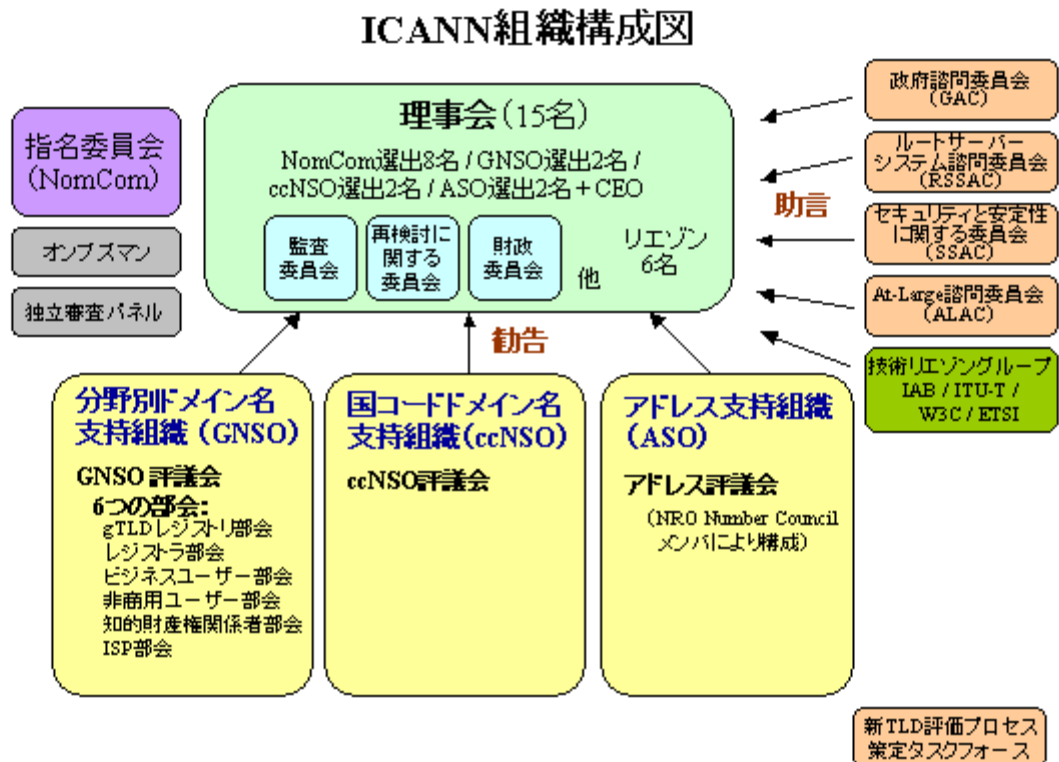 ICANN組織構成図
指名委員会
(NomCom)
オンブズマン
独立審査パネル
理事会(15名)
NomCom選出8名 / GNSO選出2名 /
ccNSO選出2名 / ASO選出2名+CEO
監査
委員会
再検討に
関する
委員会
財政
委員会
他
リエゾン
6名
助言
政府諮問委員会
(GAC)
ルートサーバー
システム諮問委員会
(RSSAC)
セキュリティと安定性
に関する委員会
(SSAC)
At-Large諮問委員会
(ALAC)
技術リエゾングループ
IAB / ITU-T /
W3C / ETSI
勧告
分野別ドメイン名
支持組織 (GNSO)
GNSO 評議会
6つの部会:
gTLDレジストリ部会
レジストラ部会
ビジネスユーザー部会
非商用ユーザー部会
知的財産権関係者部会
ISP部会
国コードドメイン名
支持組織(ccNSO)
ccNSO評議会
アドレス支持組織
(ASO)
アドレス評議会
(NRO Number Council
メンバにより構成)
新TLD評価プロセス
策定タスクフォース